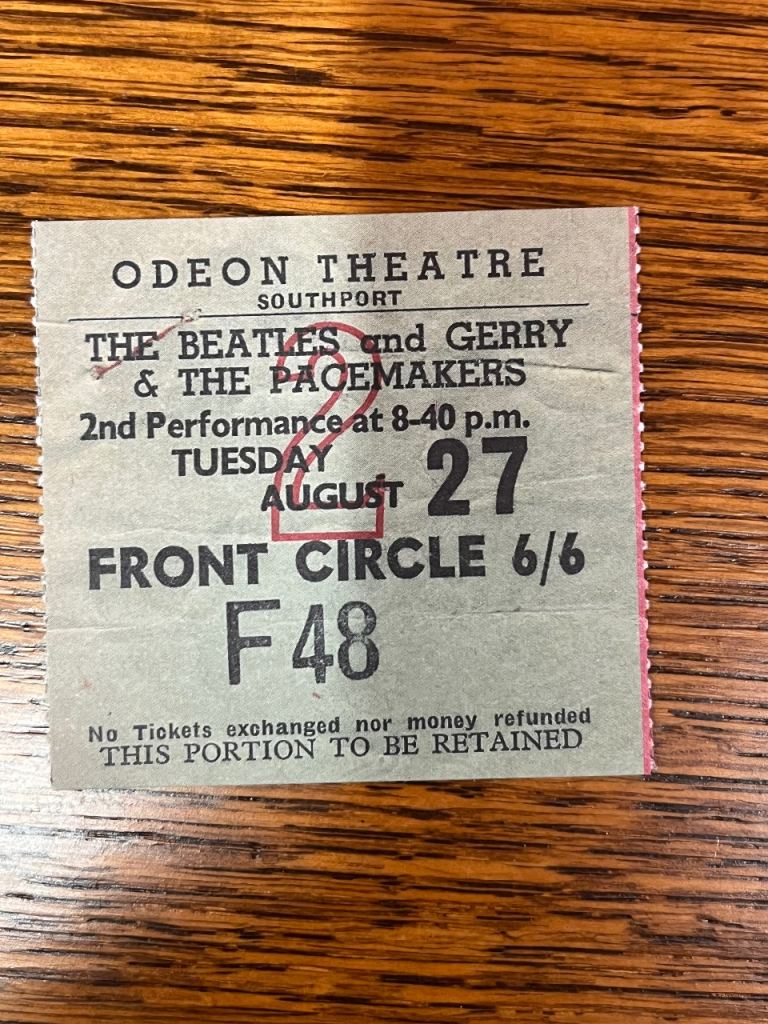 ODEON THEATRE
SOUTHPORT
THE BEATLES and GERRY
& THE PACEMAKERS
2nd Performance at 8-40 p.m.
TUESDAY
AUGUST 27
2
FRONT CIRCLE 6/6
F 48
No Tickets exchanged nor money refunded
THIS PORTION TO BE RETAINED